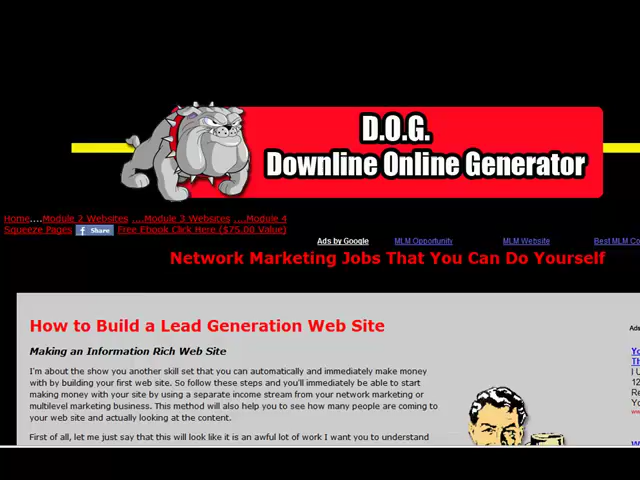 D.O.G.
Downline Online Generator
Home....Module 2 Websites ....Module 3 Websites ....Module 4
Squeeze Pages Share Free Ebook Click Here ($75.00 Value)
Ads by Google MLM Opportunity MLM Website Best MLM Co
Network Marketing Jobs That You Can Do Yourself
How to Build a Lead Generation Web Site
Ads
Making an Information Rich Web Site
Yo
I'm about the show you another skill set that you can automatically and immediately make money
Th
with by building your first web site. So follow these steps and you'll immediately be able to start
I U
making money with your site by using a separate income stream from your network marketing or
12
multilevel marketing business. This method will also help you to see how many people are coming to
Re
your web site and actually looking at the content.
Yo
www
First of all, let me just say that this will look like it is an awful lot of work I want you to understand